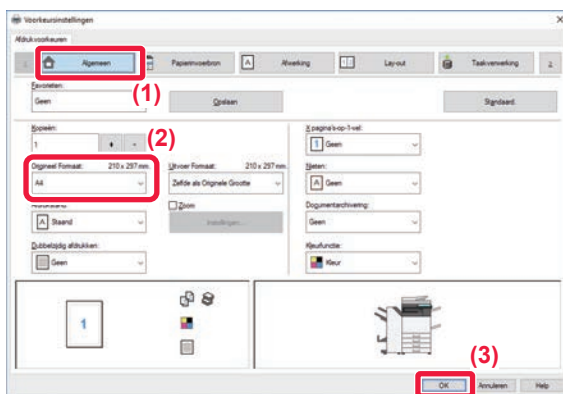 Voorkeursinstellingen
Afdrukvoorkeuren
Algemeen Papierinvoerbron Afwerking Lay-out Taakverwerking
Favorieten:
Geen
(1)
Opslaan
Standaard
Kopieën:
1
(2)
X pagina's-op-1-vel:
1 Geen
Origineel Formaat: 210 x 297 mm.
A4
Uitvoer Formaat: 210 x 297 mm.
Zelfde als Originele Grootte
Nieten:
Geen
Staand
Zoom
Instellingen...
Documentarchivering:
Geen
Dubbelzijdig afdrukken:
Geen
Kleurfunctie:
Kleur
1
(3)
OK Annuleren Help